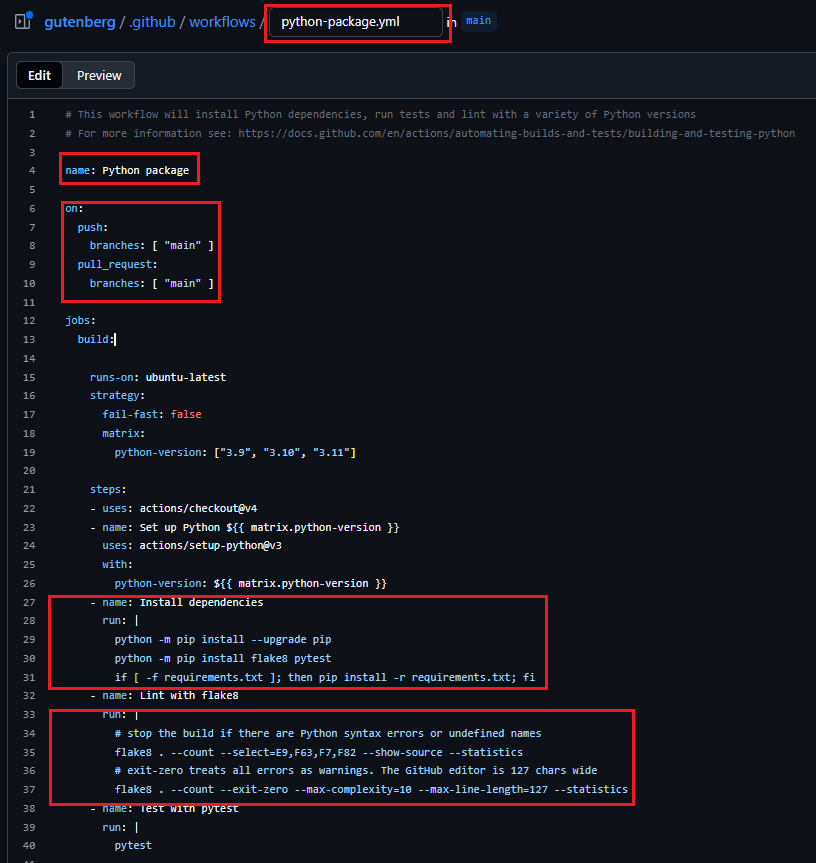 gutenberg / .github / workflows / python-package.yml in main
Edit Preview
1 # This workflow will install Python dependencies, run tests and lint with a variety of Python versions
2 # For more information see: https://docs.github.com/en/actions/automating-builds-and-tests/building-and-testing-python
3
4 name: Python package
5
6 on:
7 push:
8 branches: [ "main" ]
9 pull_request:
10 branches: [ "main" ]
11
12 jobs:
13 build:
14
15 runs-on: ubuntu-latest
16 strategy:
17 fail-fast: false
18 matrix:
19 python-version: ["3.9", "3.10", "3.11"]
20
21 steps:
22 - uses: actions/checkout@v4
23 - name: Set up Python ${{ matrix.python-version }}
24 uses: actions/setup-python@v3
25 with:
26 python-version: ${{ matrix.python-version }}
27 - name: Install dependencies
28 run: |
29 python -m pip install --upgrade pip
30 python -m pip install flake8 pytest
31 if [ -f requirements.txt ]; then pip install -r requirements.txt; fi
32 - name: Lint with flake8
33 run: |
34 # stop the build if there are Python syntax errors or undefined names
35 flake8 . --count --select=E9,F63,F7,F82 --show-source --statistics
36 # exit-zero treats all errors as warnings. The GitHub editor is 127 chars wide
37 flake8 . --count --exit-zero --max-complexity=10 --max-line-length=127 --statistics
38 - name: Test with pytest
39 run: |
40 pytest